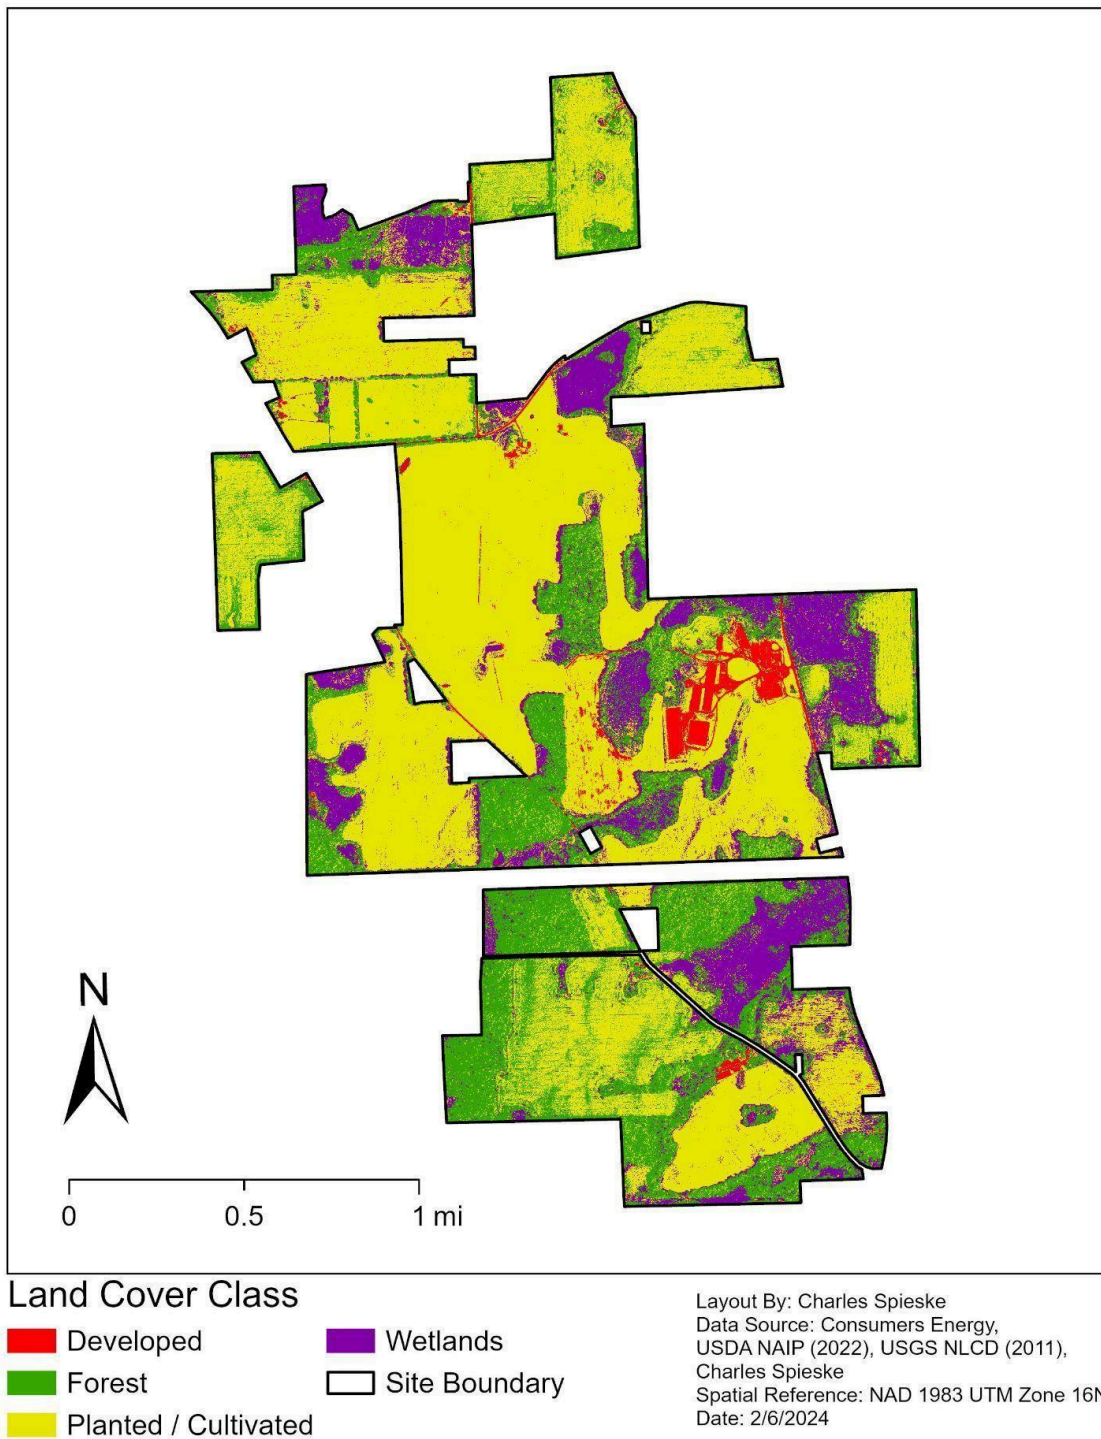 N
0 0.5 1 mi
Land Cover Class
Developed
Forest
Planted / Cultivated
Wetlands
Site Boundary
Layout By: Charles Spieske
Data Source: Consumers Energy,
USDA NAIP (2022), USGS NLCD (2011),
Charles Spieske
Spatial Reference: NAD 1983 UTM Zone 16N
Date: 2/6/2024